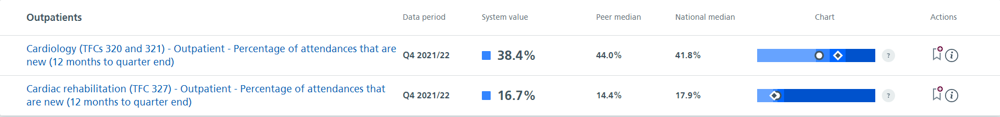 Outpatients Data period System value Peer median National median Chart Actions
Cardiology (TFCs 320 and 321) - Outpatient - Percentage of attendances that are
new (12 months to quarter end)
Q4 2021/22 38.4% 44.0% 41.8% ? i
Cardiac rehabilitation (TFC 327) - Outpatient - Percentage of attendances that
are new (12 months to quarter end)
Q4 2021/22 16.7% 14.4% 17.9% ? i